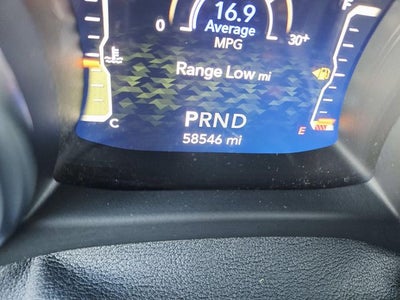 16.9
0 Average 30+
MPG
F
Range Low mi
C
PRND
E
58546 mi